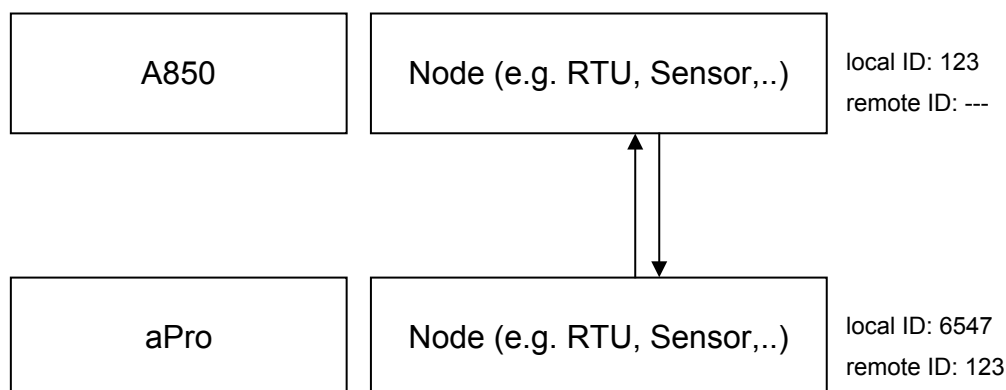 A850
Node (e.g. RTU, Sensor,..)
local ID: 123
remote ID: ---
aPro
Node (e.g. RTU, Sensor,..)
local ID: 6547
remote ID: 123